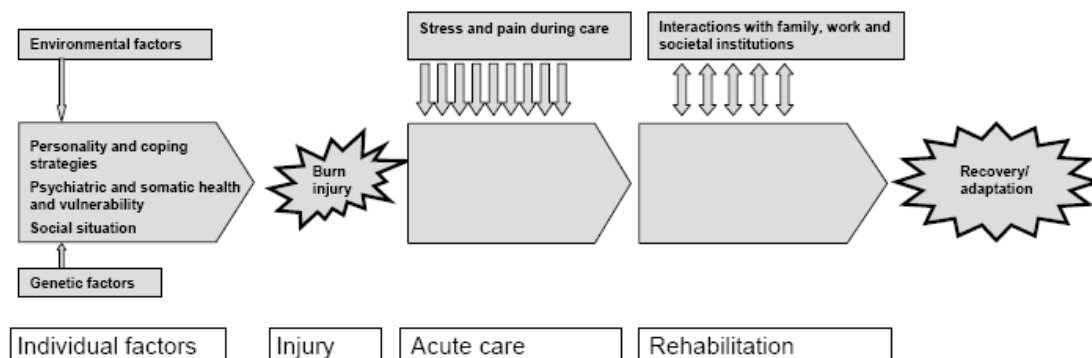 Environmental factors
Personality and coping
strategies
Psychiatric and somatic health
and vulnerability
Social situation
Genetic factors
Burn
injury
Stress and pain during care
Interactions with family, work and
societal institutions
Recovery/
adaptation
Individual factors
Injury
Acute care
Rehabilitation